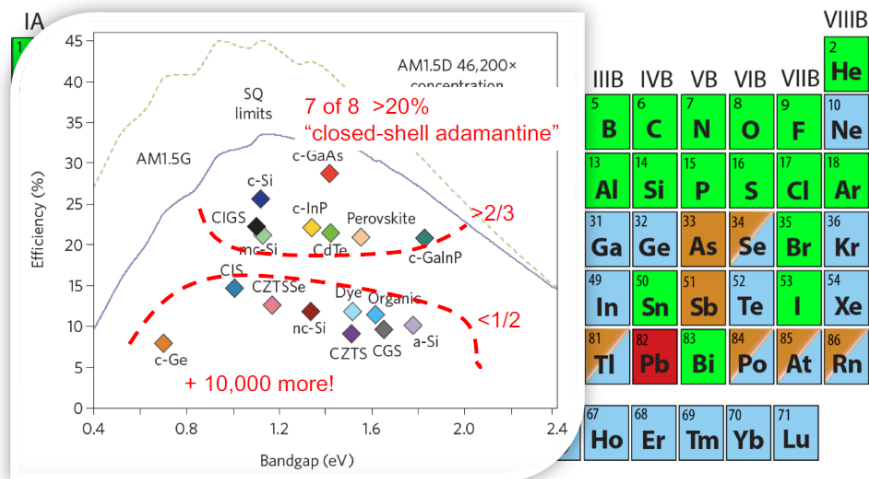 IA
VIIIB
1
2
He
IIIB IVB VB VIB VIIB
5 6 7 8 9 10
B C N O F Ne
13 14 15 16 17 18
Al Si P S Cl Ar
31 32 33 34 35 36
Ga Ge As Se Br Kr
49 50 51 52 53 54
In Sn Sb Te I Xe
81 82 83 84 85 86
Tl Pb Bi Po At Rn
67 68 69 70 71
Ho Er Tm Yb Lu
45
40
35
30
25
20
15
10
5
0
Efficiency (%)
0.4 0.8 1.2 1.6 2.0 2.4
Bandgap (eV)
AM1.5D 46,200×
SQ
limits
AM1.5G
7 of 8 >20%
"closed-shell adamantine"
c-GaAs
c-Si
CIGS
mc-Si
c-InP
CdTe
Perovskite
c-GaInP
>2/3
CIS
CZTSSe
nc-Si
Dye
Organic
CZTS
CGS
a-Si
<1/2
c-Ge
+ 10,000 more!